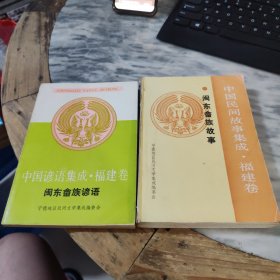 中国谚语集成·福建卷
闽东畲族谚语
宁德地区民间文学集成编委会
中国民间故事集成·福建卷
闽东畲族故事
宁德地区民间文学集成编委会